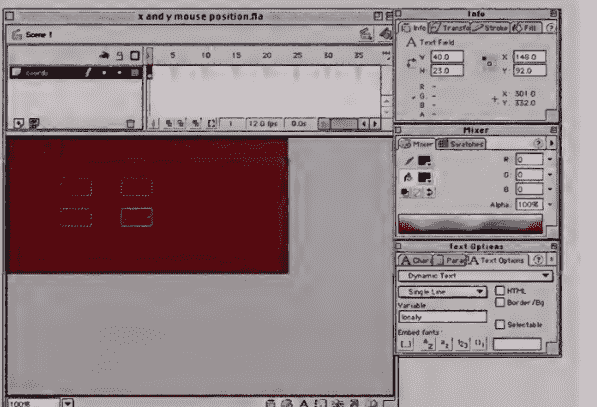 x and y mouse position.fla
Scene 1
5 10 15 20 25 30 35
coords
1 12.0 fps 0.0s
100%
Info
Info Transfo Stroke Fill
Text Field
W: 40.0 X: 148.0
H: 23.0 Y: 92.0
R: -
G: - X: 301.0
B: - Y: 332.0
A: -
Mixer
Mixer Swatches
R 0
G 0
B 0
Alpha: 100%
Text Options
Chara Parag Text Options
Dynamic Text
Single Line HTML
Border/Bg
Variable
localy
Selectable
Embed fonts: